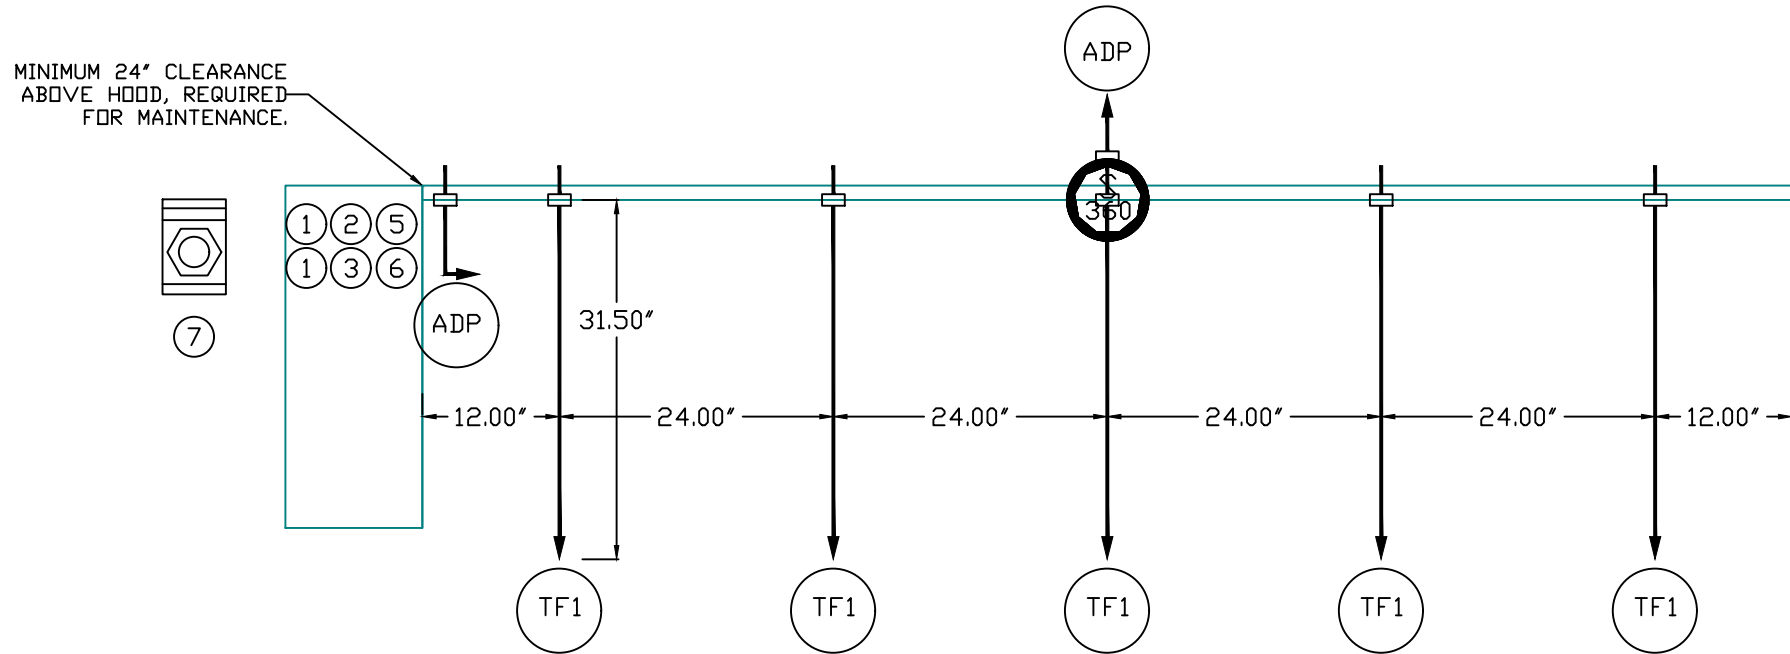 ADP
MINIMUM 24" CLEARANCE
ABOVE HOOD, REQUIRED
FOR MAINTENANCE.
1 2 5
1 3 6
360
7
ADP
31.50"
12.00" 24.00" 24.00" 24.00" 24.00" 12.00"
TF1 TF1 TF1 TF1 TF1